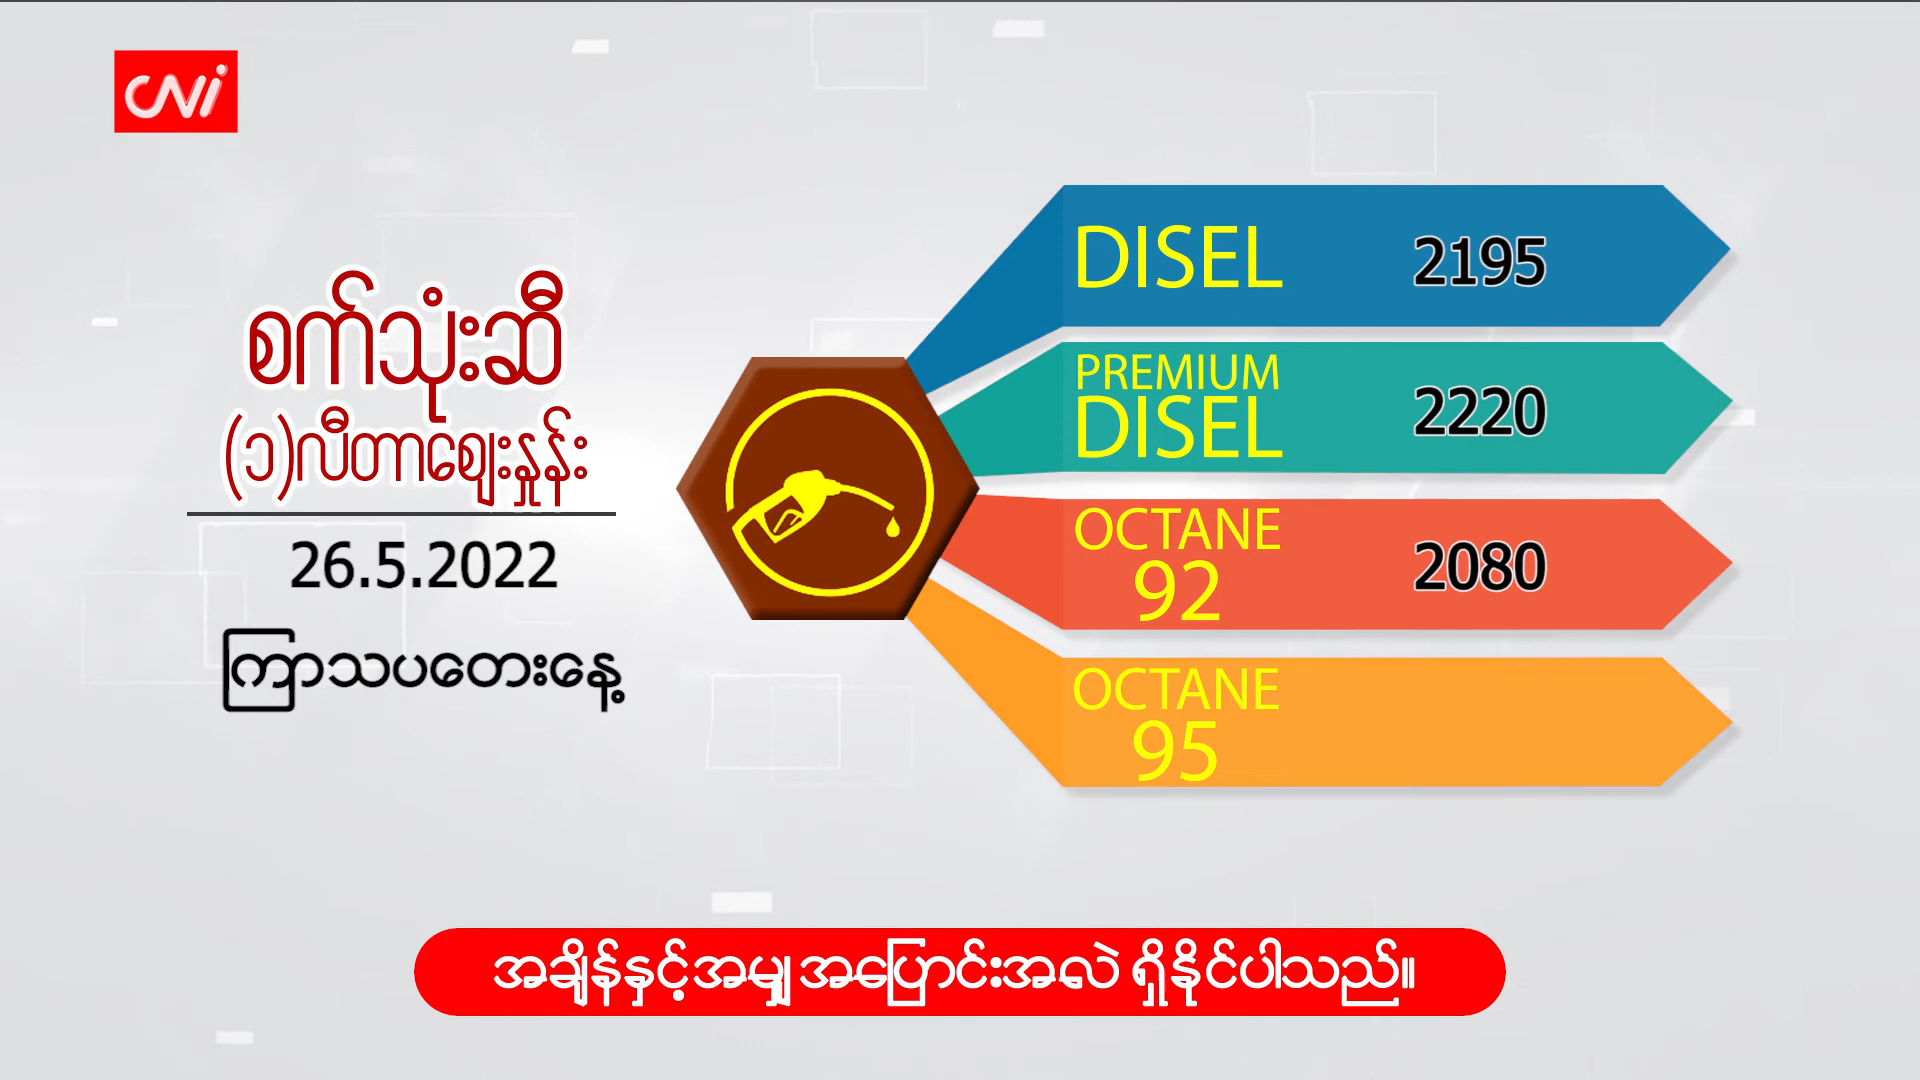 CNi
စက်သုံးဆီ
(၁)လီတာဈေးနှုန်း
26.5.2022
ကြာသပတေးနေ့
DISEL 2195
PREMIUM
DISEL 2220
OCTANE
92 2080
OCTANE
95
အချိန်နှင့်အမျှ အပြောင်းအလဲ ရှိနိုင်ပါသည်။